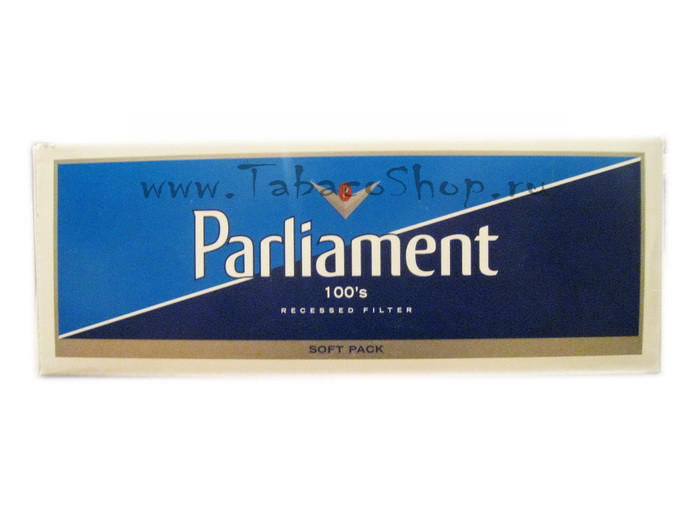 www.TabacoShop.ru
Parliament
100's
RECESSED FILTER
SOFT PACK